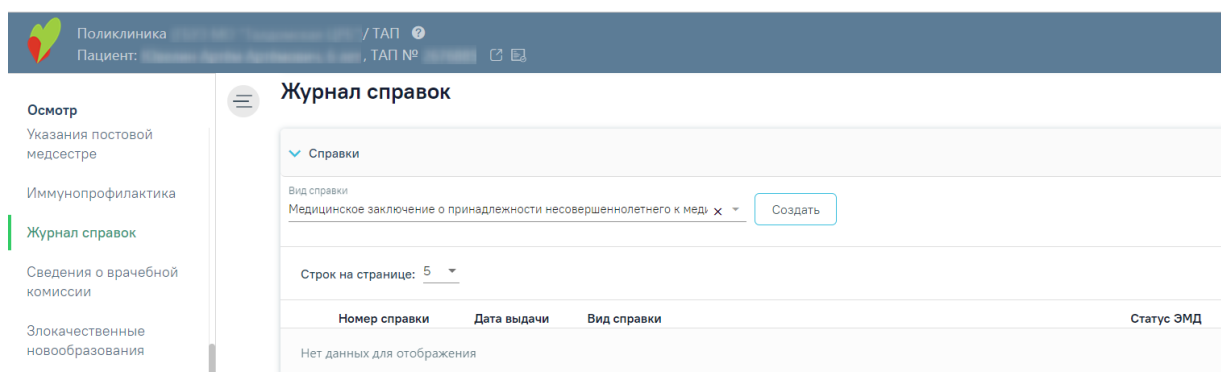 Поликлиника / ТАП ?
Пациент: , ТАП №
Осмотр
Указания постовой
медсестре
Иммунопрофилактика
Журнал справок
Сведения о врачебной
комиссии
Злокачественные
новообразования
Журнал справок
Справки
Вид справки
Медицинское заключение о принадлежности несовершеннолетнего к меди
Создать
Строк на странице: 5
Номер справки Дата выдачи Вид справки Статус ЭМД
Нет данных для отображения